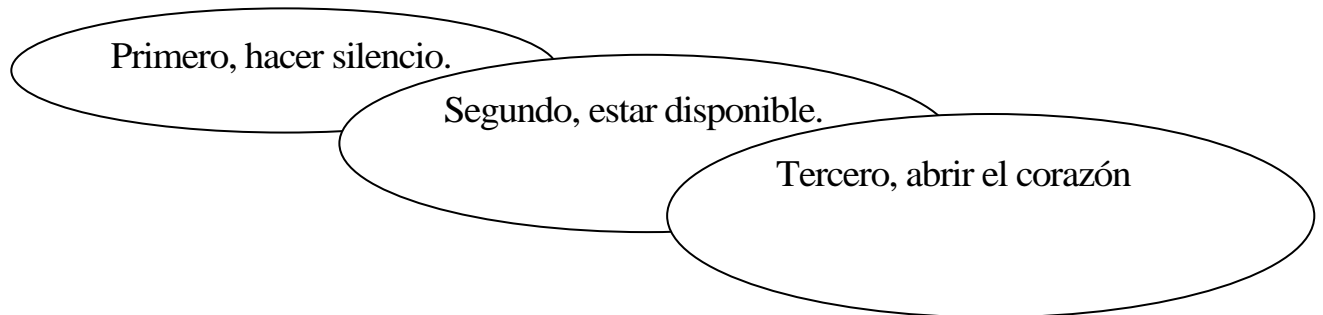 Primero, hacer silencio.
Segundo, estar disponible.
Tercero, abrir el corazón